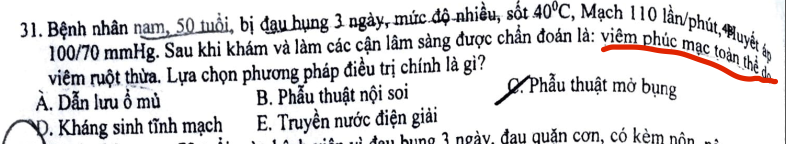 31. Bệnh nhân nam, 50 tuổi, bị đau bụng 3 ngày, mức độ nhiều, sốt 40⁰C, Mạch 110 lần/phút, Huyết áp
100/70 mmHg. Sau khi khám và làm các cận lâm sàng được chẩn đoán là: viêm phúc mạc toàn thể do
viêm ruột thừa. Lựa chọn phương pháp điều trị chính là gì?
A. Dẫn lưu ổ mủ B. Phẫu thuật nội soi C. Phẫu thuật mở bụng
D. Kháng sinh tĩnh mạch E. Truyền nước điện giải
đau bụng 3 ngày, đau quặn cơn, có kèm nôn